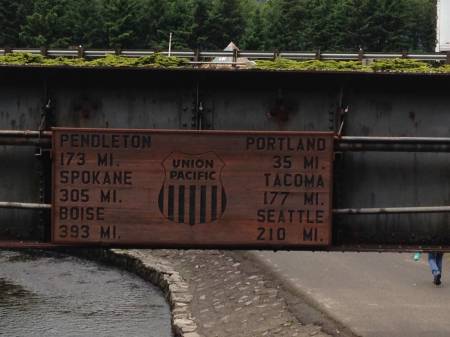 PENDLETON
173 MI.
SPOKANE
305 MI.
BOISE
393 MI.
UNION
PACIFIC
PORTLAND
35 MI.
TACOMA
177 MI.
SEATTLE
210 MI.